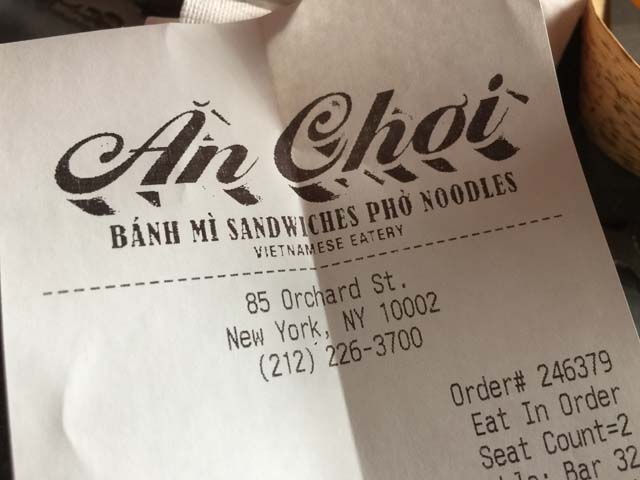 Ăn Chơi
BÁNH MÌ SANDWICHES PHỞ NOODLES
VIETNAMESE EATERY
85 Orchard St.
New York, NY 10002
(212) 226-3700
Order# 246379
Eat In Order
Seat Count=2
Bar 32